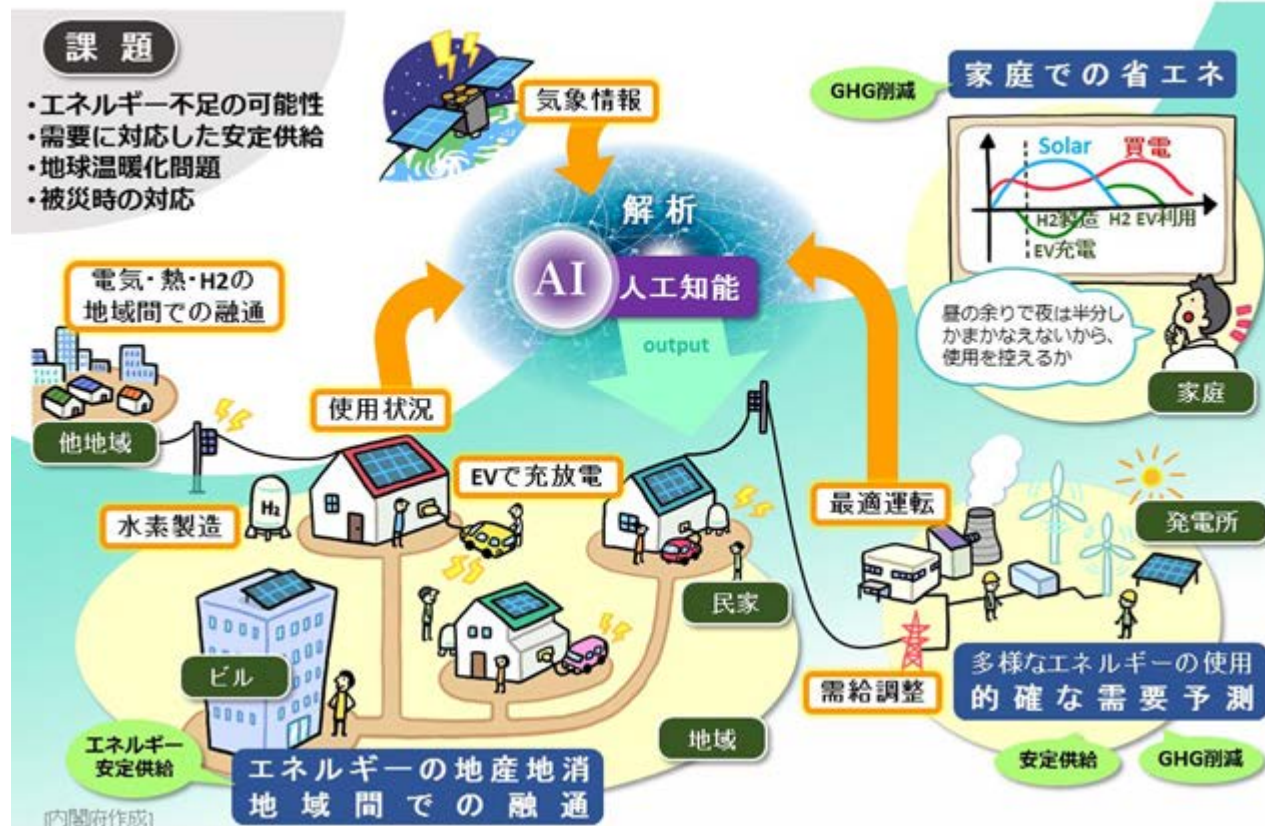 課題
・エネルギー不足の可能性
・需要に対応した安定供給
・地球温暖化問題
・被災時の対応
気象情報
GHG削減
家庭での省エネ
Solar
買電
H2製造
H2 EV利用
EV充電
昼の余りで夜は半分し
かまかなえないから、
使用を控えるか
家庭
解析
AI
人工知能
output
電気・熱・H2の
地域間での融通
他地域
使用状況
EVで充放電
水素製造
H2
民家
ビル
地域
エネルギー
安定供給
エネルギーの地産地消
地域間での融通
最適運転
発電所
需給調整
多様なエネルギーの使用
的確な需要予測
安定供給
GHG削減
[内閣府作成]